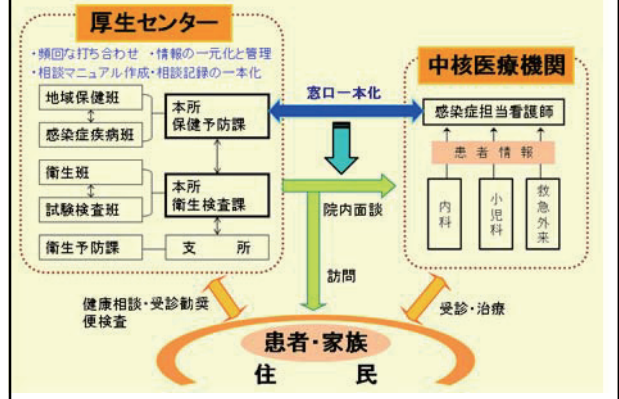 厚生センター
・頻回な打ち合わせ ・情報の一元化と管理
・相談マニュアル作成・相談記録の一本化
地域保健班
感染症疾病班
本所
保健予防課
衛生班
試験検査班
本所
衛生検査課
衛生予防課
支 所
窓口一本化
院内面談
訪問
中核医療機関
感染症担当看護師
患者情報
内科
小児科
救急外来
健康相談・受診勧奨
便検査
受診・治療
患者・家族
住 民